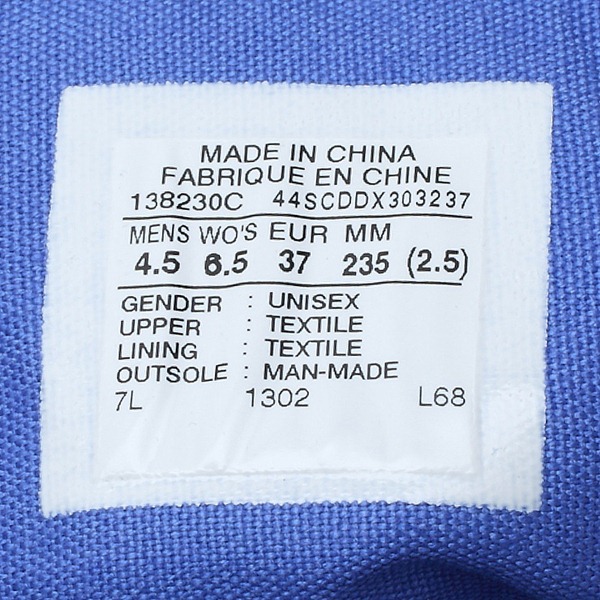 MADE IN CHINA
FABRIQUE EN CHINE
138230C 44SCDDX303237
MENS WO'S EUR MM
4.5 6.5 37 235 (2.5)
GENDER : UNISEX
UPPER : TEXTILE
LINING : TEXTILE
OUTSOLE : MAN-MADE
7L 1302 L68